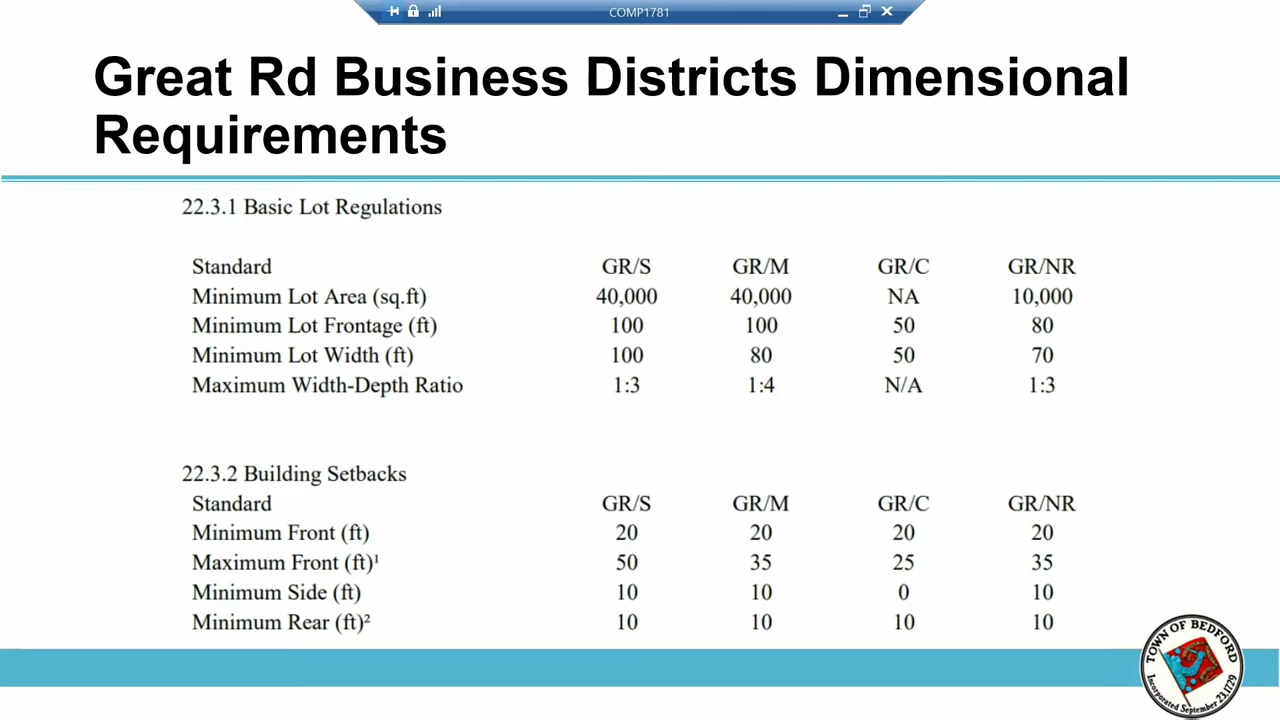 COMP1781
Great Rd Business Districts Dimensional
Requirements
22.3.1 Basic Lot Regulations
Standard GR/S GR/M GR/C GR/NR
Minimum Lot Area (sq.ft) 40,000 40,000 NA 10,000
Minimum Lot Frontage (ft) 100 100 50 80
Minimum Lot Width (ft) 100 80 50 70
Maximum Width-Depth Ratio 1:3 1:4 N/A 1:3
22.3.2 Building Setbacks
Standard GR/S GR/M GR/C GR/NR
Minimum Front (ft) 20 20 20 20
Maximum Front (ft)¹ 50 35 25 35
Minimum Side (ft) 10 10 0 10
Minimum Rear (ft)² 10 10 10 10
TOWN OF BEDFORD
Incorporated September 23, 1729